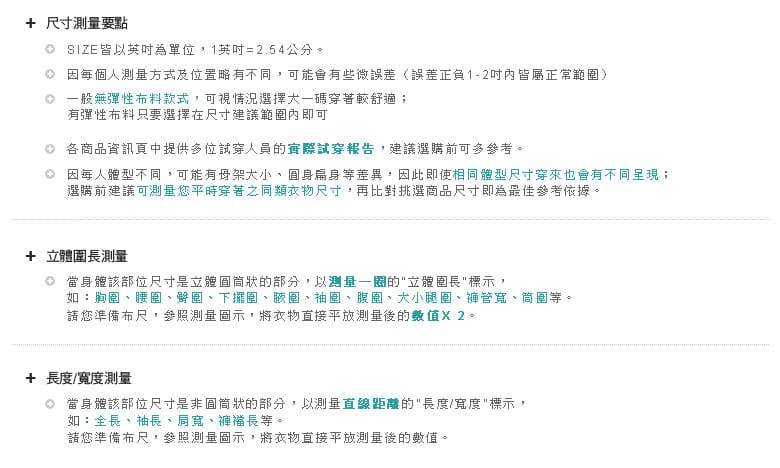 + 尺寸測量要點
SIZE皆以英吋為單位，1英吋=2.54公分。
因每個人測量方式及位置略有不同，可能會有些微誤差（誤差正負1-2吋內皆屬正常範圍）
一般無彈性布料款式，可視情況選擇大一碼穿著較舒適；
有彈性布料只要選擇在尺寸建議範圍內即可
各商品資訊頁中提供多位試穿人員的實際試穿報告，建議選購前可多參考。
因每人體型不同，可能有骨架大小、圓身扁身等差異，因此即使相同體型尺寸穿來也會有不同呈現；
選購前建議可測量您平時穿著之同類衣物尺寸，再比對挑選商品尺寸即為最佳參考依據。
+ 立體圍長測量
當身體該部位尺寸是立體圓筒狀的部分，以測量一圈的"立體圍長"標示，
如：胸圍、腰圍、臀圍、下擺圍、腋圍、袖圍、腹圍、大小腿圍、褲管寬、筒圍等。
請您準備布尺，參照測量圖示，將衣物直接平放測量後的數值X 2。
+ 長度/寬度測量
當身體該部位尺寸是非圓筒狀的部分，以測量直線距離的"長度/寬度"標示，
如：全長、袖長、肩寬、褲襠長等。
請您準備布尺，參照測量圖示，將衣物直接平放測量後的數值。